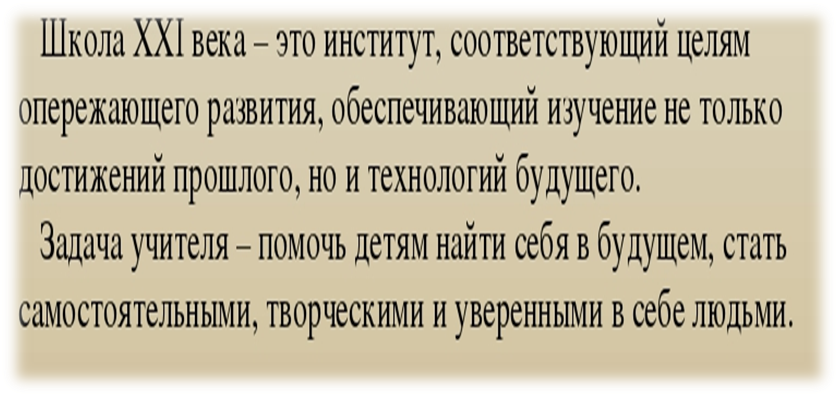 Школа XXI века – это институт, соответствующий целям
опережающего развития, обеспечивающий изучение не только
достижений прошлого, но и технологий будущего.
Задача учителя – помочь детям найти себя в будущем, стать
самостоятельными, творческими и уверенными в себе людьми.